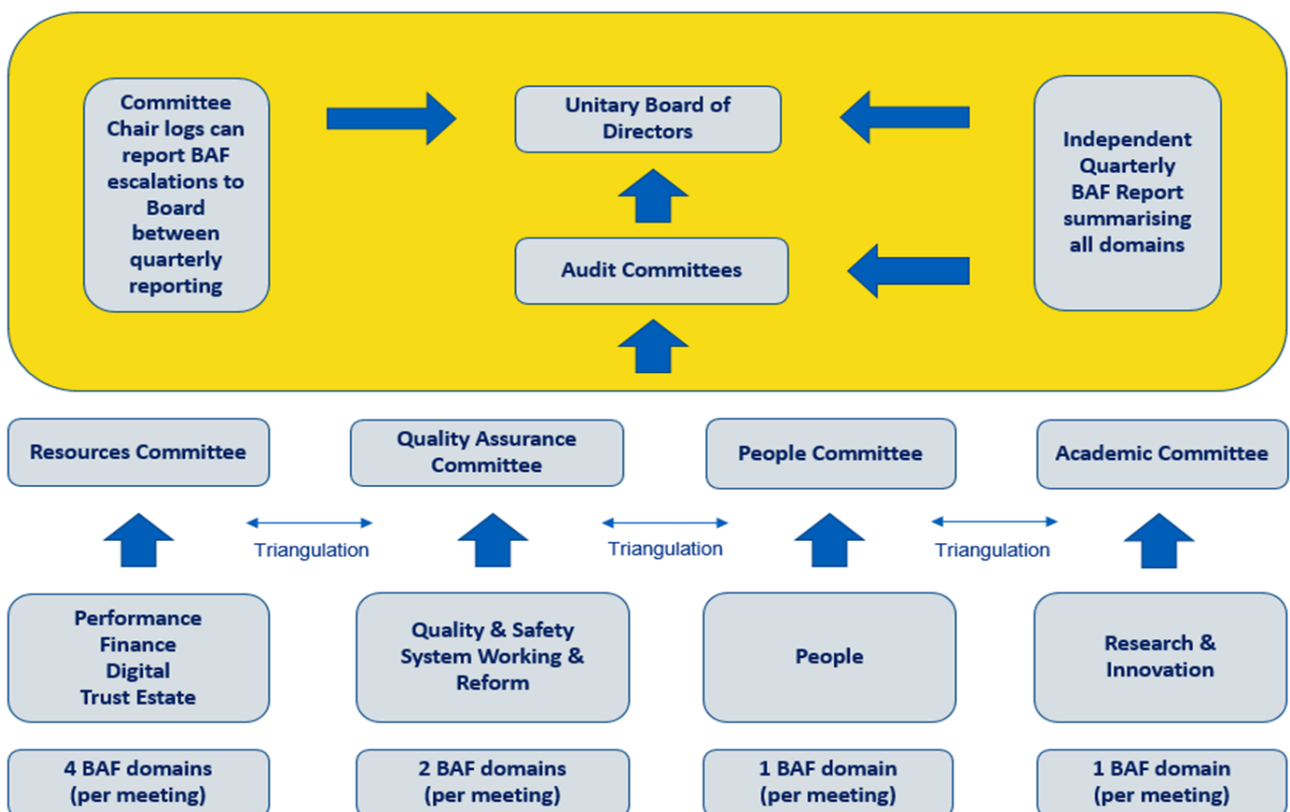 Committee
Chair logs can
report BAF
escalations to
Board
between
quarterly
reporting
Unitary Board of
Directors
Independent
Quarterly
BAF Report
summarising
all domains
Audit Committees
Resources Committee
Quality Assurance
Committee
People Committee
Academic Committee
Triangulation
Triangulation
Triangulation
Performance
Finance
Digital
Trust Estate
Quality & Safety
System Working &
Reform
People
Research &
Innovation
4 BAF domains
(per meeting)
2 BAF domains
(per meeting)
1 BAF domain
(per meeting)
1 BAF domain
(per meeting)